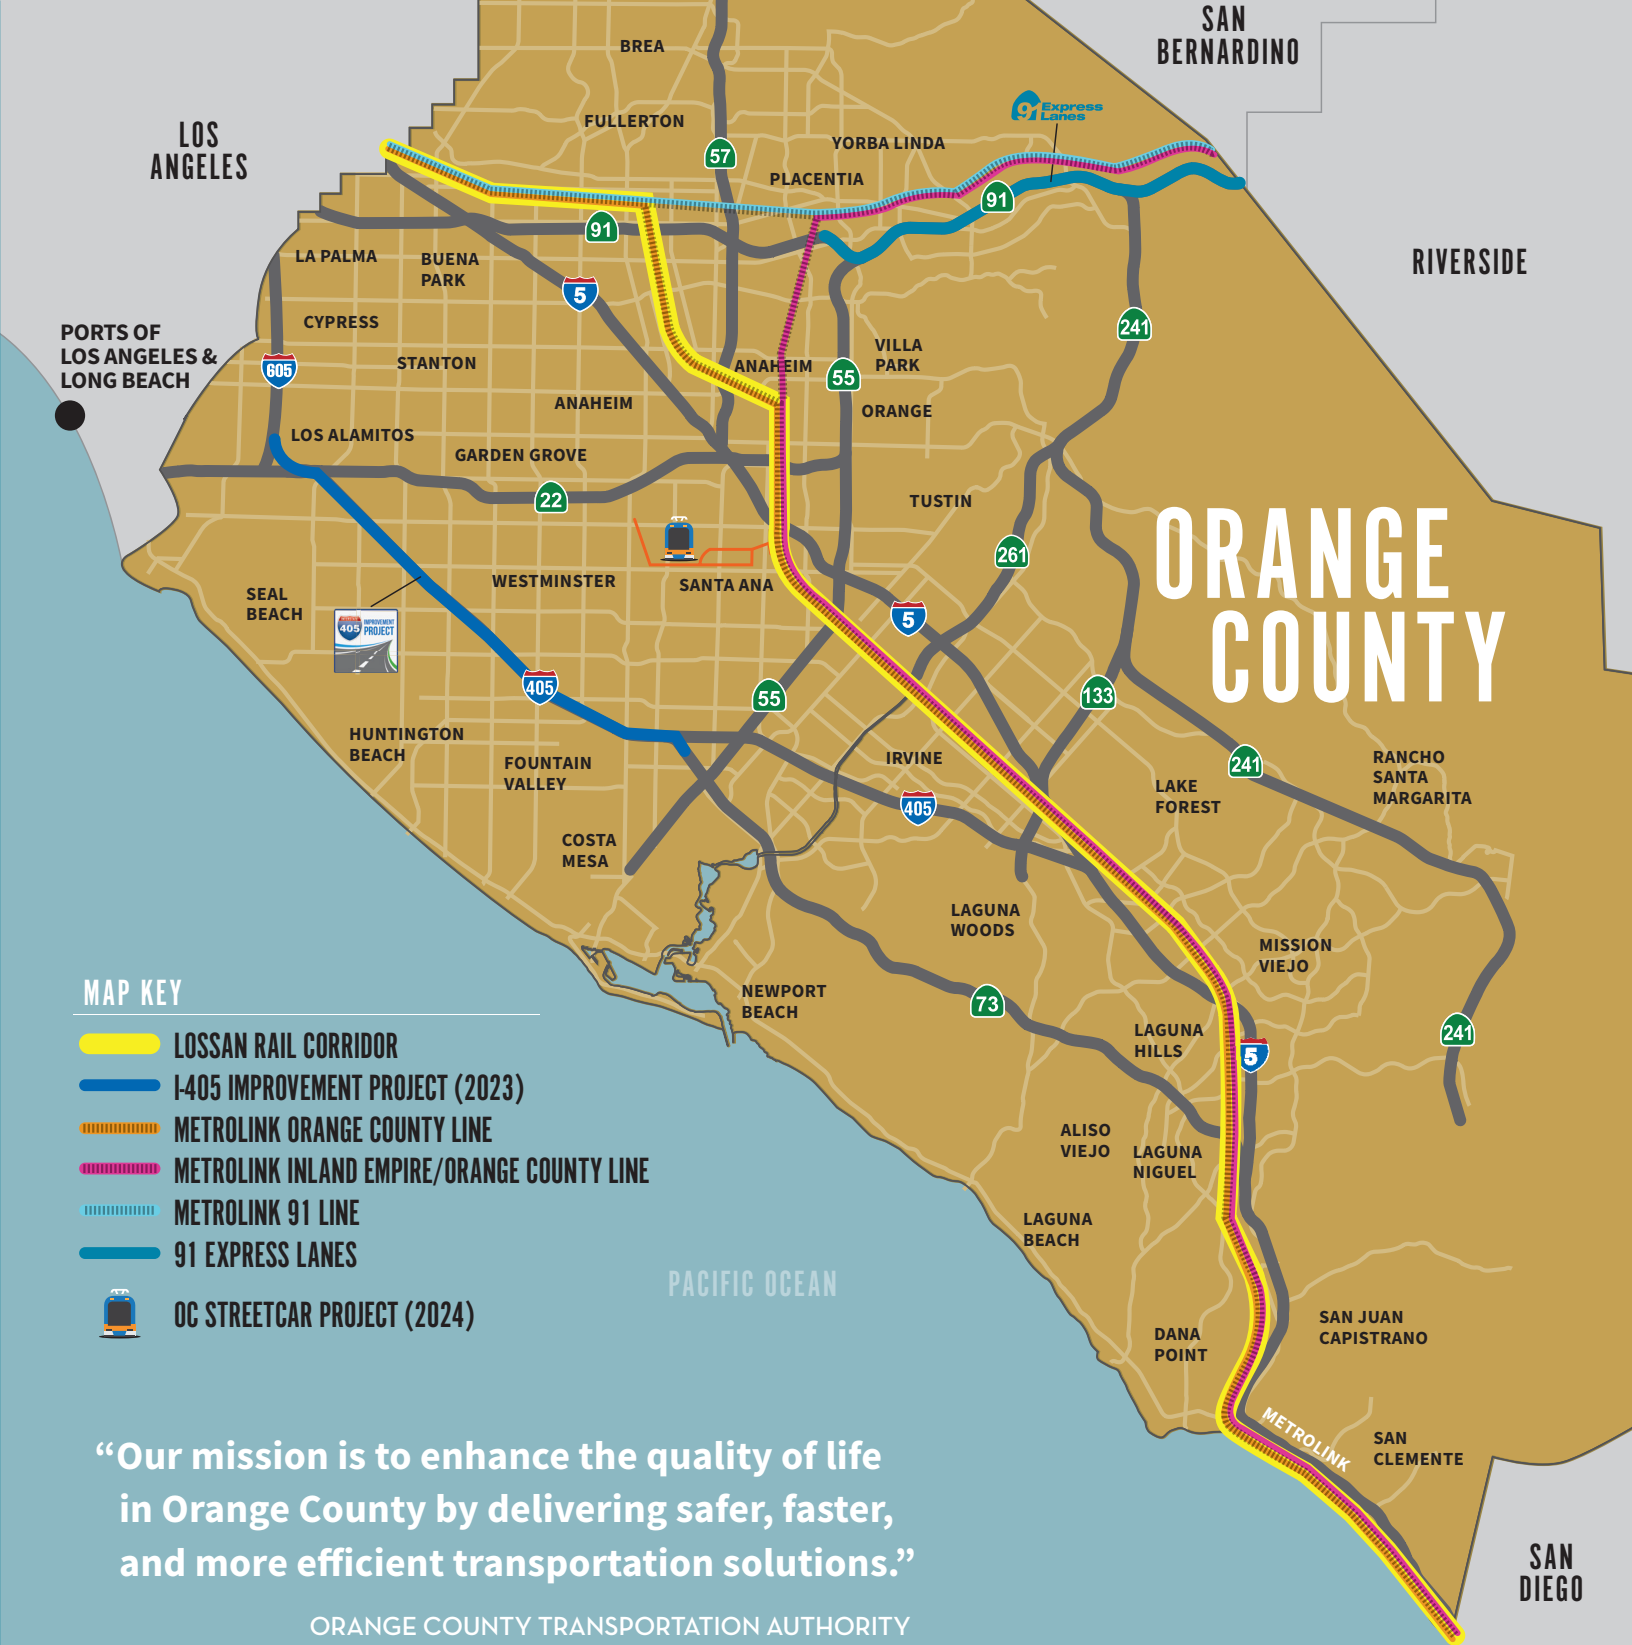 SAN
BERNARDINO
BREA
91 Express
Lanes
FULLERTON
LOS
ANGELES
57
YORBA LINDA
PLACENTIA
91
91
LA PALMA
BUENA
PARK
RIVERSIDE
5
CYPRESS
241
PORTS OF
LOS ANGELES &
LONG BEACH
605
STANTON
VILLA
PARK
ANAHEIM
55
ANAHEIM
ORANGE
LOS ALAMITOS
GARDEN GROVE
22
TUSTIN
ORANGE
COUNTY
261
WESTMINSTER
SANTA ANA
SEAL
BEACH
5
405
IMPROVEMENT
PROJECT
405
55
133
HUNTINGTON
BEACH
FOUNTAIN
VALLEY
IRVINE
241
RANCHO
SANTA
MARGARITA
LAKE
FOREST
405
COSTA
MESA
LAGUNA
WOODS
MISSION
VIEJO
NEWPORT
BEACH
73
LAGUNA
HILLS
5
241
ALISO
VIEJO
LAGUNA
NIGUEL
LAGUNA
BEACH
MAP KEY
LOSSAN RAIL CORRIDOR
I-405 IMPROVEMENT PROJECT (2023)
METROLINK ORANGE COUNTY LINE
METROLINK INLAND EMPIRE/ORANGE COUNTY LINE
METROLINK 91 LINE
91 EXPRESS LANES
OC STREETCAR PROJECT (2024)
PACIFIC OCEAN
SAN JUAN
CAPISTRANO
DANA
POINT
METROLINK
SAN
CLEMENTE
SAN
DIEGO
“Our mission is to enhance the quality of life
in Orange County by delivering safer, faster,
and more efficient transportation solutions.”
ORANGE COUNTY TRANSPORTATION AUTHORITY